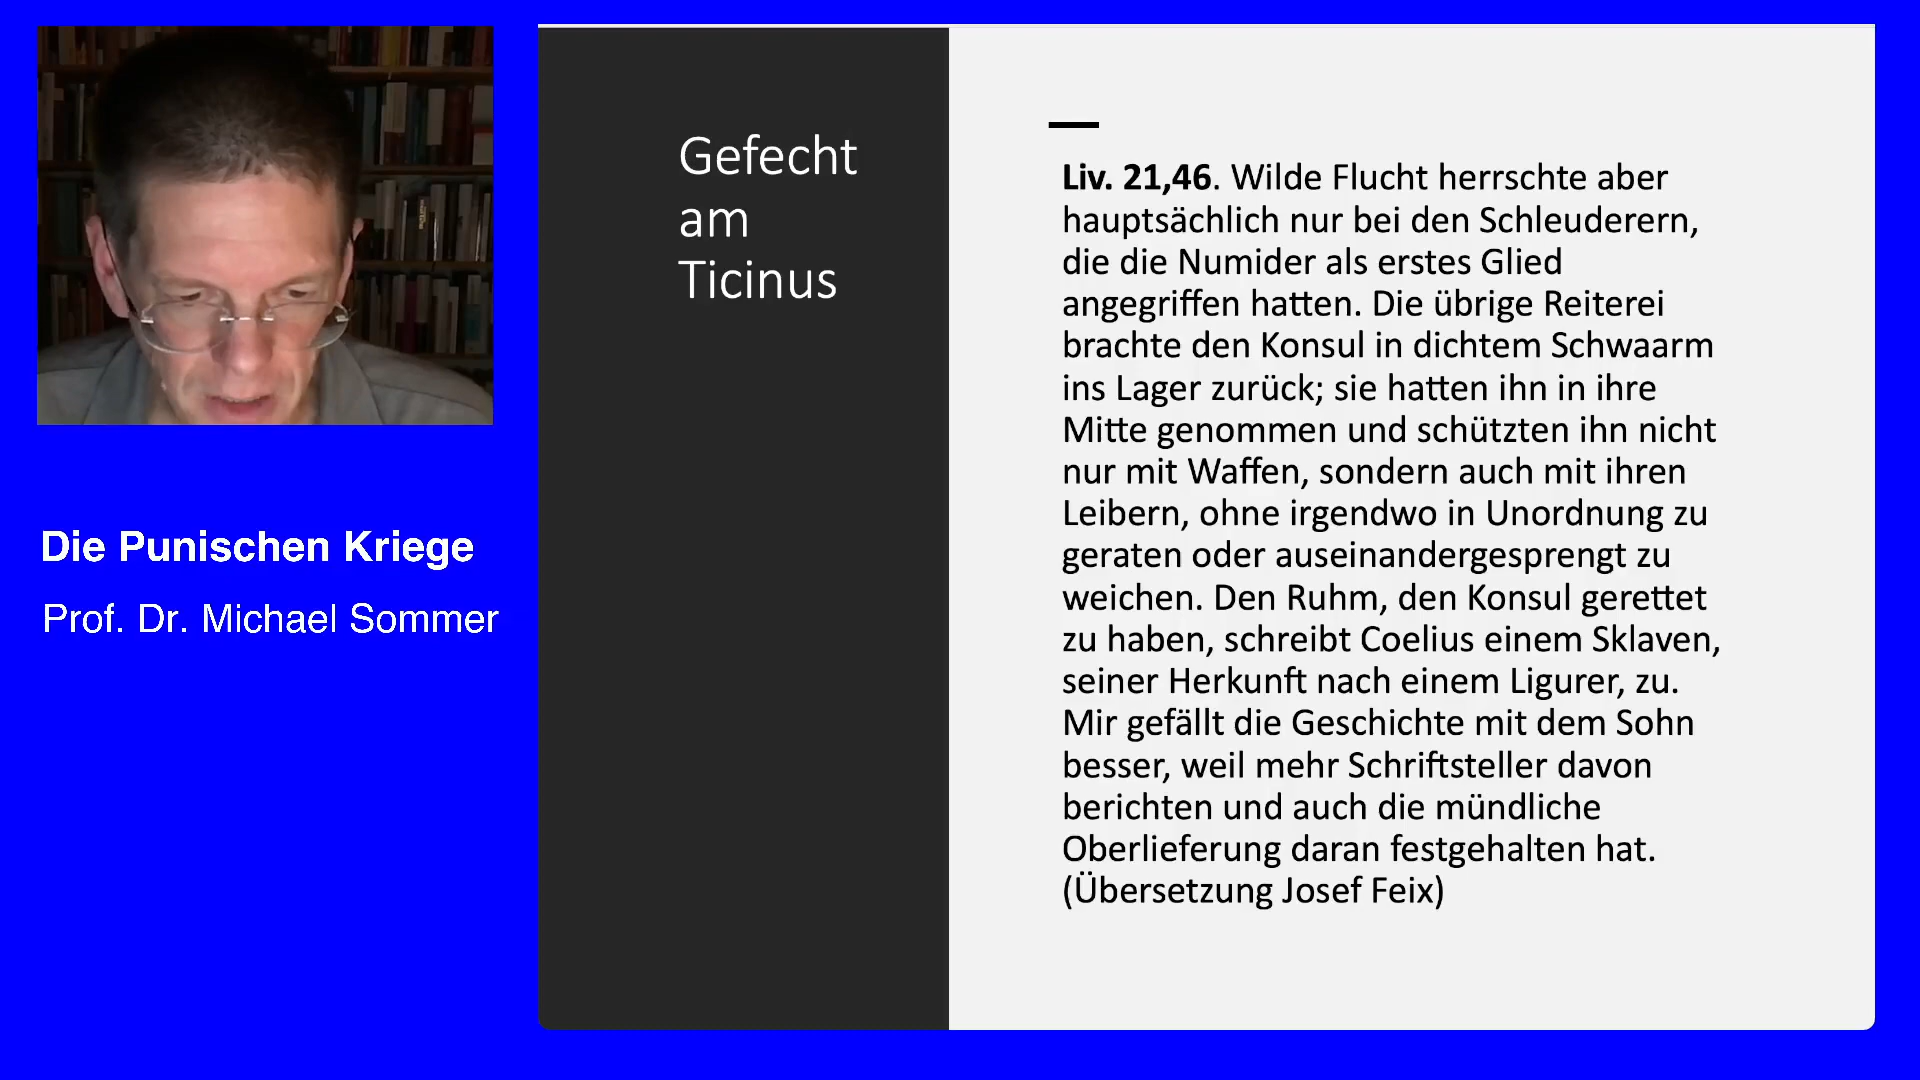 Die Punischen Kriege
Prof. Dr. Michael Sommer
Gefecht
am
Ticinus
Liv. 21,46. Wilde Flucht herrschte aber
hauptsächlich nur bei den Schleuderern,
die die Numider als erstes Glied
angegriffen hatten. Die übrige Reiterei
brachte den Konsul in dichtem Schwaarm
ins Lager zurück; sie hatten ihn in ihre
Mitte genommen und schützten ihn nicht
nur mit Waffen, sondern auch mit ihren
Leibern, ohne irgendwo in Unordnung zu
geraten oder auseinandergesprengt zu
weichen. Den Ruhm, den Konsul gerettet
zu haben, schreibt Coelius einem Sklaven,
seiner Herkunft nach einem Ligurer, zu.
Mir gefällt die Geschichte mit dem Sohn
besser, weil mehr Schriftsteller davon
berichten und auch die mündliche
Oberlieferung daran festgehalten hat.
(Übersetzung Josef Feix)